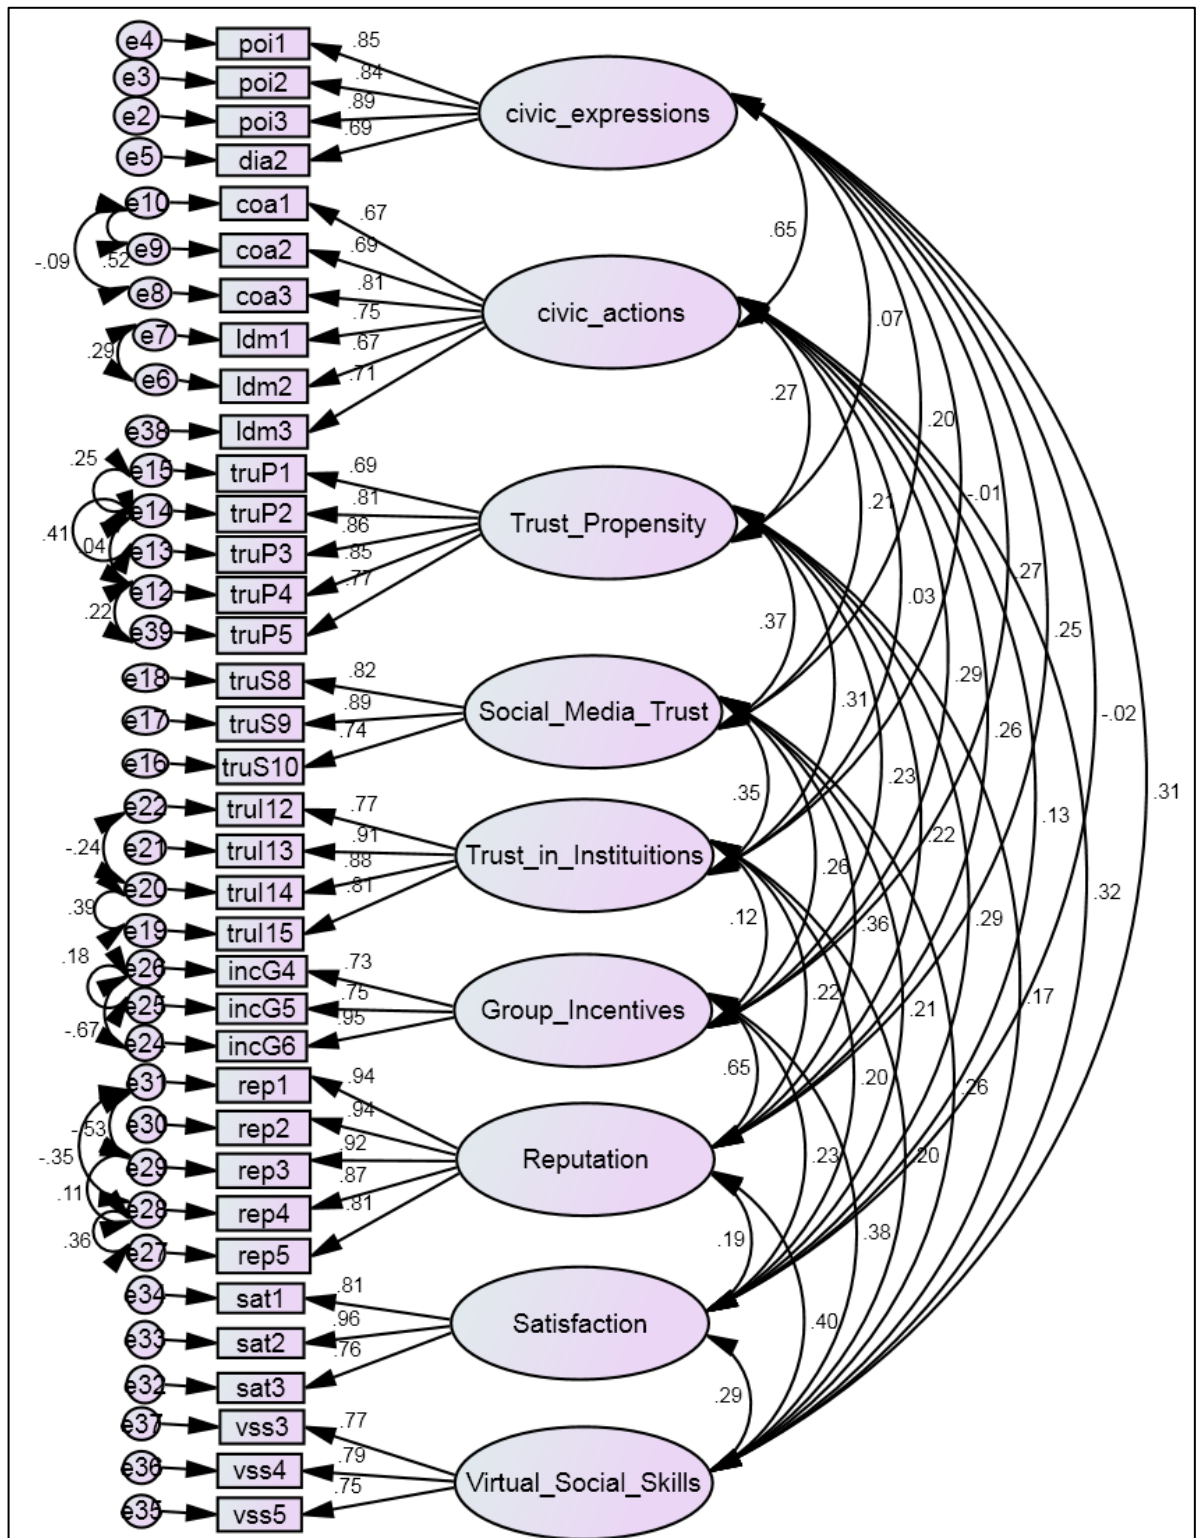 e4 poi1 .85
e3 poi2 .84
e2 poi3 .89
e5 dia2 .69
civic_expressions
e10 coa1 .67
e9 coa2 .69
e8 coa3 .81
e7 ldm1 .75
e6 ldm2 .67
e38 ldm3 .71
-.09 .52
.29
civic_actions
e15 truP1 .69
e14 truP2 .81
e13 truP3 .86
e12 truP4 .85
e39 truP5 .77
.25
.41 .04
.22
Trust_Propensity
e18 truS8 .82
e17 truS9 .89
e16 truS10 .74
Social_Media_Trust
e22 truI12 .77
e21 truI13 .91
e20 truI14 .88
e19 truI15 .81
-.24
.39
Trust_in_Instituitions
e26 incG4 .73
e25 incG5 .75
e24 incG6 .95
.18
-.67
Group_Incentives
e31 rep1 .94
e30 rep2 .94
e29 rep3 .92
e28 rep4 .87
e27 rep5 .81
-.53
-.35
.11
.36
Reputation
e34 sat1 .81
e33 sat2 .96
e32 sat3 .76
Satisfaction
e37 vss3 .77
e36 vss4 .79
e35 vss5 .75
Virtual_Social_Skills
.65
.07
.27
.20
.21
-.01
.27
.03
.37
.25
.29
.31
-.02
.26
.23
.35
.31
.13
.22
.26
.32
.12
.36
.29
.22
.21
.17
.65
.20
.26
.23
.20
.19
.38
.40
.29